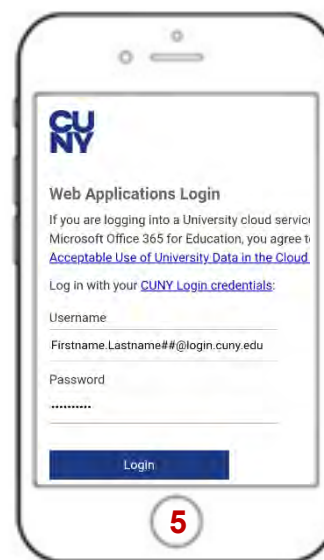 CU
NY
Web Applications Login
If you are logging into a University cloud service
Microsoft Office 365 for Education, you agree t
Acceptable Use of University Data in the Cloud
Log in with your CUNY Login credentials:
Username
Firstname.Lastname##@login.cuny.edu
Password
••••••••••
Login
5